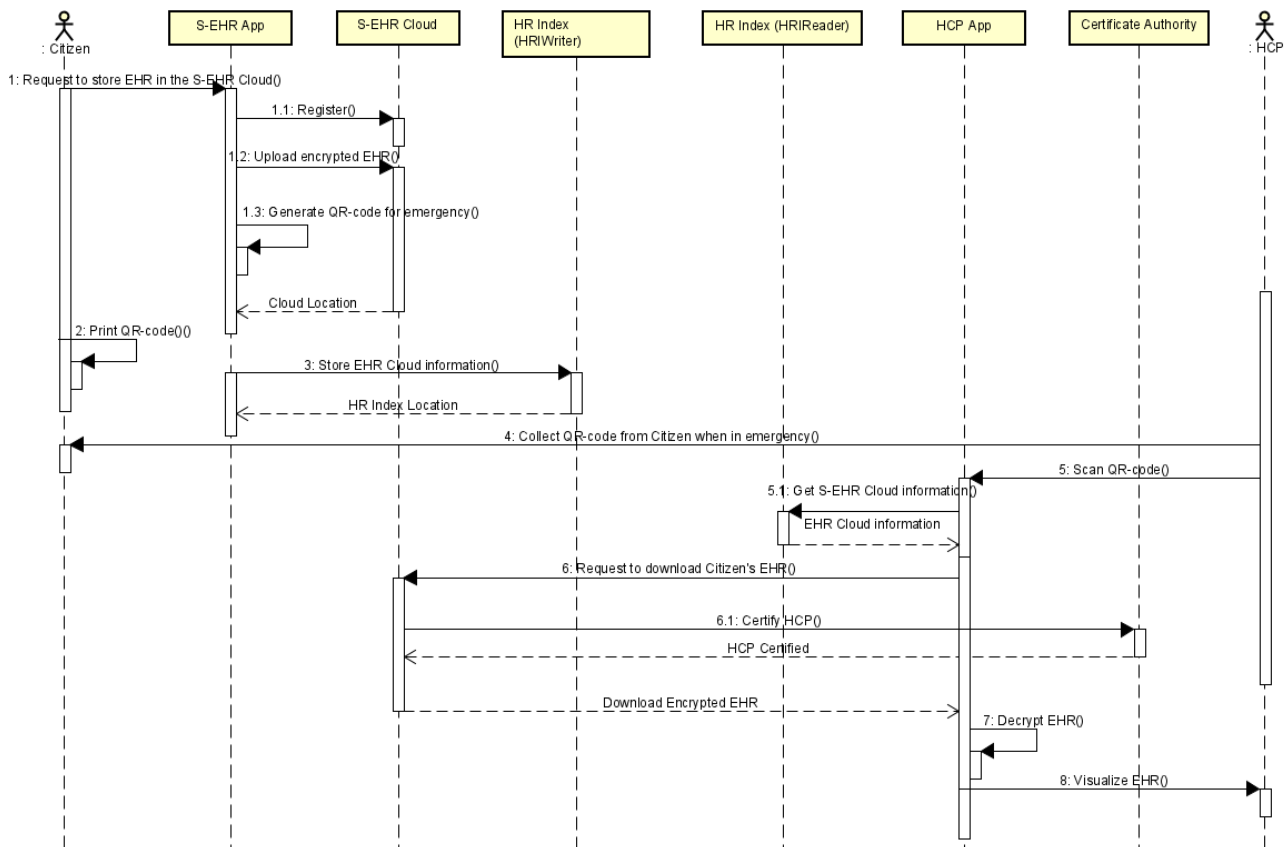 S-EHR App
S-EHR Cloud
HR Index
(HRIWriter)
HR Index (HRIReader)
HCP App
Certificate Authority
: Citizen
: HCP
1: Request to store EHR in the S-EHR Cloud()
1.1: Register()
1.2: Upload encrypted EHR()
1.3: Generate QR-code for emergency()
Cloud Location
2: Print QR-code()()
3: Store EHR Cloud information()
HR Index Location
4: Collect QR-code from Citizen when in emergency()
5: Scan QR-code()
5.1: Get S-EHR Cloud information()
EHR Cloud information
6: Request to download Citizen's EHR()
6.1: Certify HCP()
HCP Certified
Download Encrypted EHR
7: Decrypt EHR()
8: Visualize EHR()